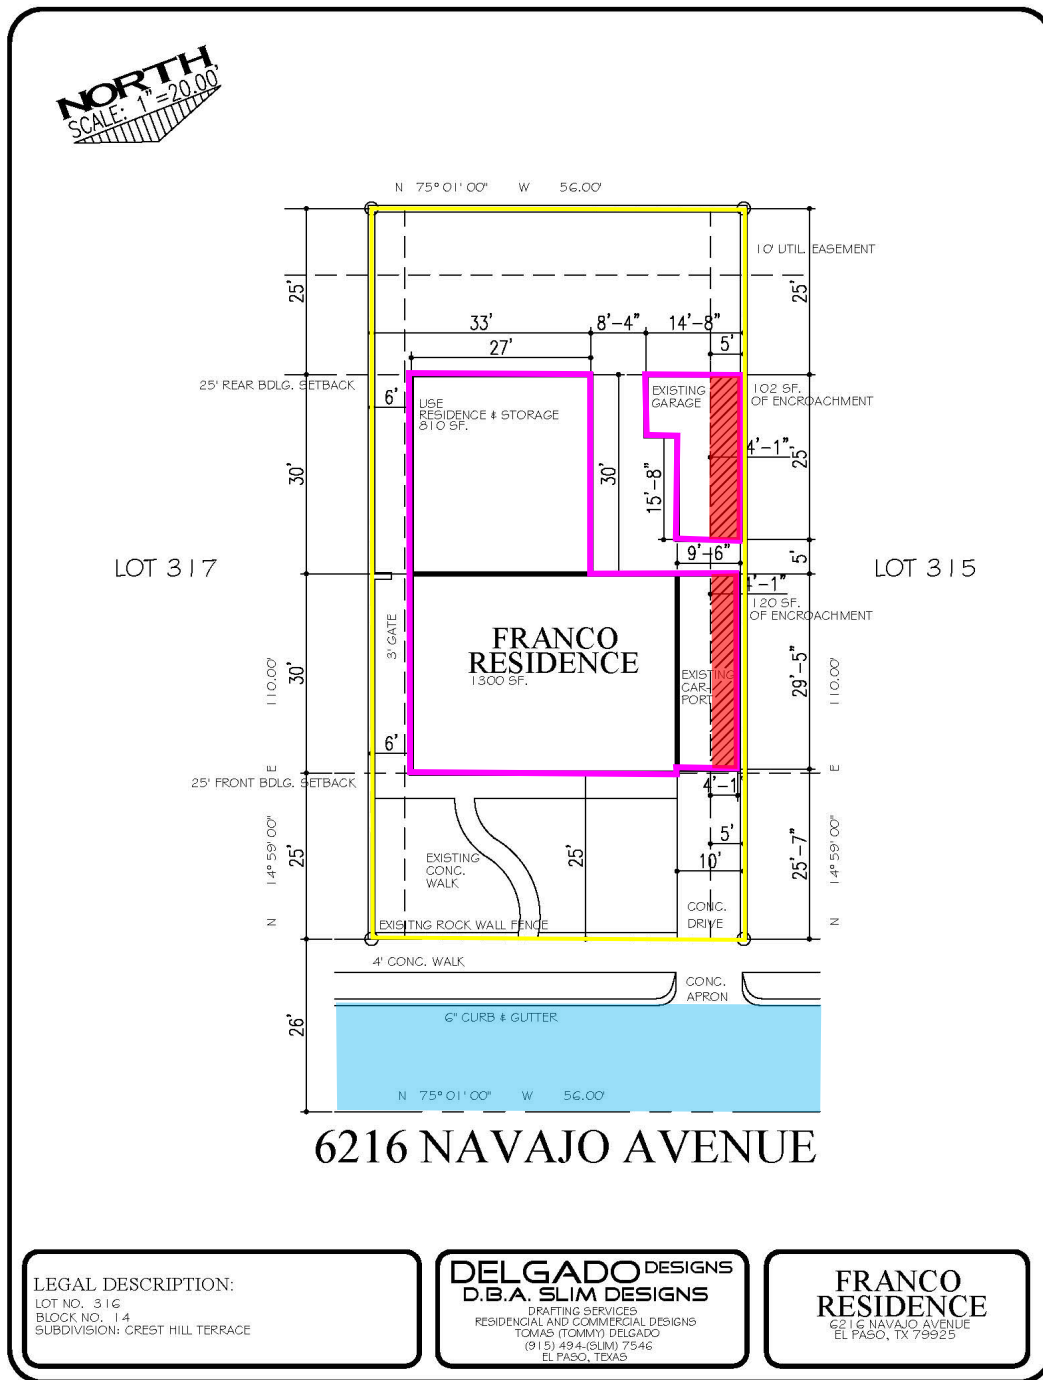 NORTH
SCALE: 1"=20.00'
N 75° 01' 00" W 56.00'
10' UTIL. EASEMENT
25'
25'
33'
8'-4"
14'-8"
27'
5'
25' REAR BDLG. SETBACK
6'
USE
RESIDENCE & STORAGE
810 SF.
EXISTING
GARAGE
102 SF.
OF ENCROACHMENT
4'-1"
30'
30'
15'-8"
25'
9'-6"
5'
LOT 317
LOT 315
4'-1"
120 SF.
OF ENCROACHMENT
3' GATE
FRANCO
RESIDENCE
1300 SF.
EXISTING
CAR-
PORT
30'
29'-5"
110.00'
110.00'
6'
25' FRONT BDLG. SETBACK
E
E
4'-1
5'
10'
25'
25'
25'-7"
14° 59' 00"
14° 59' 00"
EXISTING
CONC.
WALK
CONC.
DRIVE
N
N
EXISITNG ROCK WALL FENCE
4' CONC. WALK
CONC.
APRON
6" CURB & GUTTER
26'
N 75° 01' 00" W 56.00'
6216 NAVAJO AVENUE
LEGAL DESCRIPTION:
LOT NO. 316
BLOCK NO. 14
SUBDIVISION: CREST HILL TERRACE
DELGADO DESIGNS
D.B.A. SLIM DESIGNS
DRAFTING SERVICES
RESIDENCIAL AND COMMERCIAL DESIGNS
TOMAS (TOMMY) DELGADO
(915) 494-(SLIM) 7546
EL PASO, TEXAS
FRANCO
RESIDENCE
6216 NAVAJO AVENUE
EL PASO, TX 79925